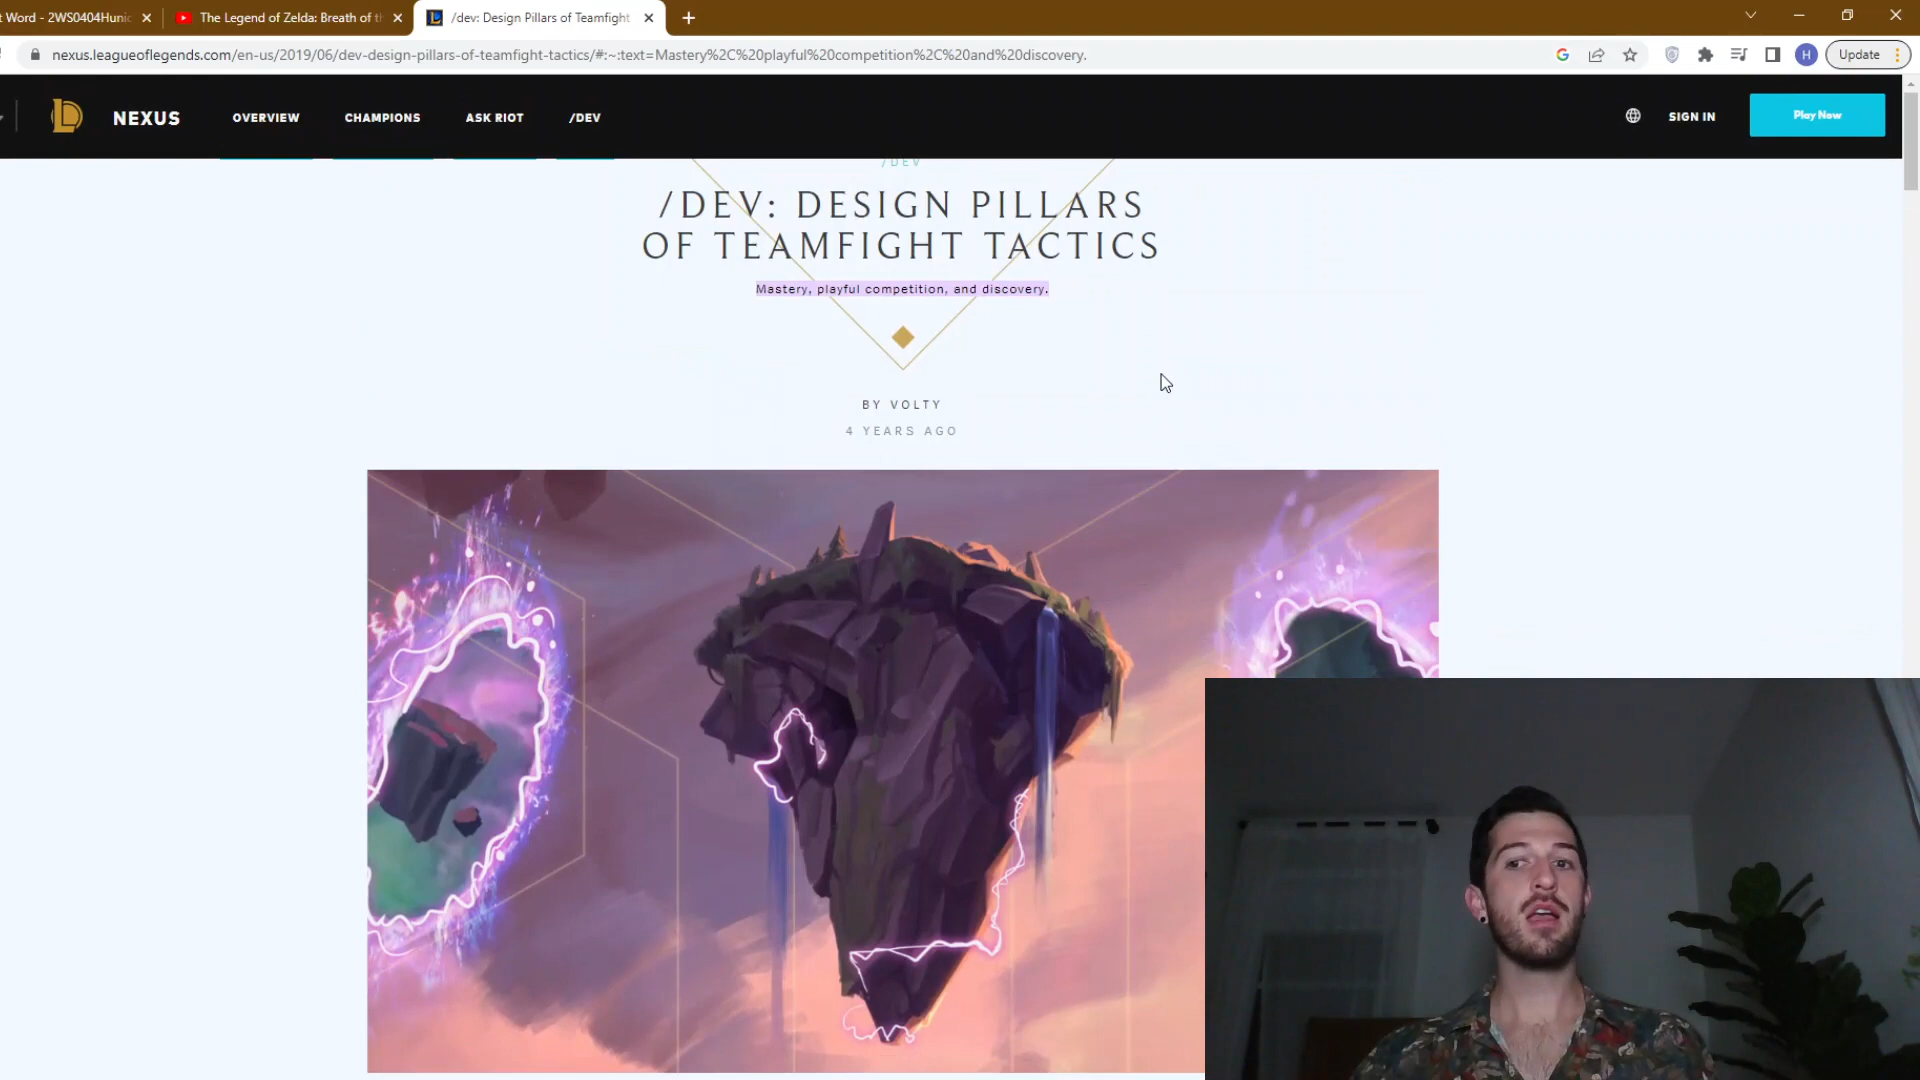 t Word - 2WS0404Hunic
The Legend of Zelda: Breath of t
/dev: Design Pillars of Teamfight
nexus.leagueoflegends.com/en-us/2019/06/dev-design-pillars-of-teamfight-tactics/#:~:text=Mastery%2C%20playful%20competition%2C%20and%20discovery.
H
Update
NEXUS
OVERVIEW
CHAMPIONS
ASK RIOT
/DEV
SIGN IN
Play Now
/DEV
/DEV: DESIGN PILLARS
OF TEAMFIGHT TACTICS
Mastery, playful competition, and discovery.
BY VOLTY
4 YEARS AGO